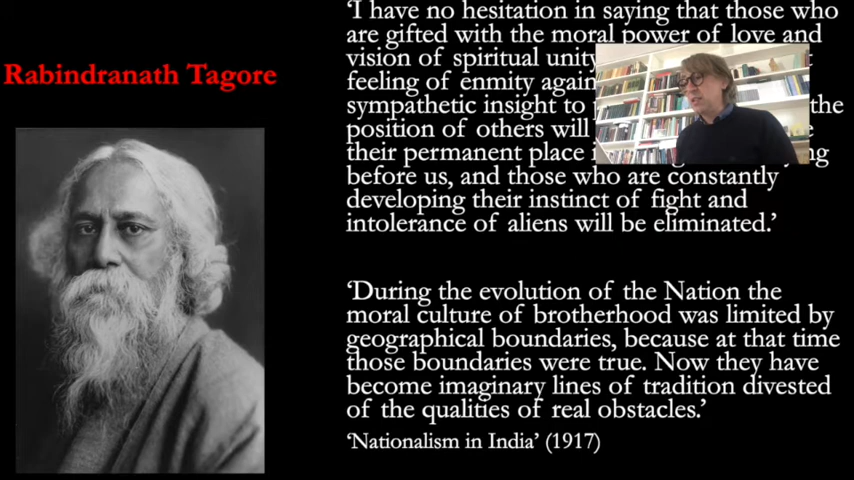 Rabindranath Tagore
‘I have no hesitation in saying that those who
are gifted with the moral power of love and
vision of spiritual unity
feeling of enmity
sympathetic insight to the
position of others will
their permanent place
before us, and those who are constantly
developing their instinct of fight and
intolerance of aliens will be eliminated.’
‘During the evolution of the Nation the
moral culture of brotherhood was limited by
geographical boundaries, because at that time
those boundaries were true. Now they have
become imaginary lines of tradition divested
of the qualities of real obstacles.’
‘Nationalism in India’ (1917)